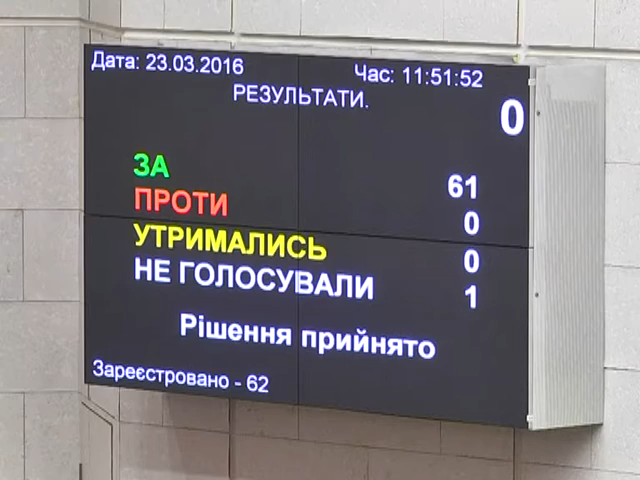 Дата: 23.03.2016 Час: 11:51:52
РЕЗУЛЬТАТИ.
0
ЗА 61
ПРОТИ 0
УТРИМАЛИСЬ 0
НЕ ГОЛОСУВАЛИ 1
Рішення прийнято
Зареєстровано - 62